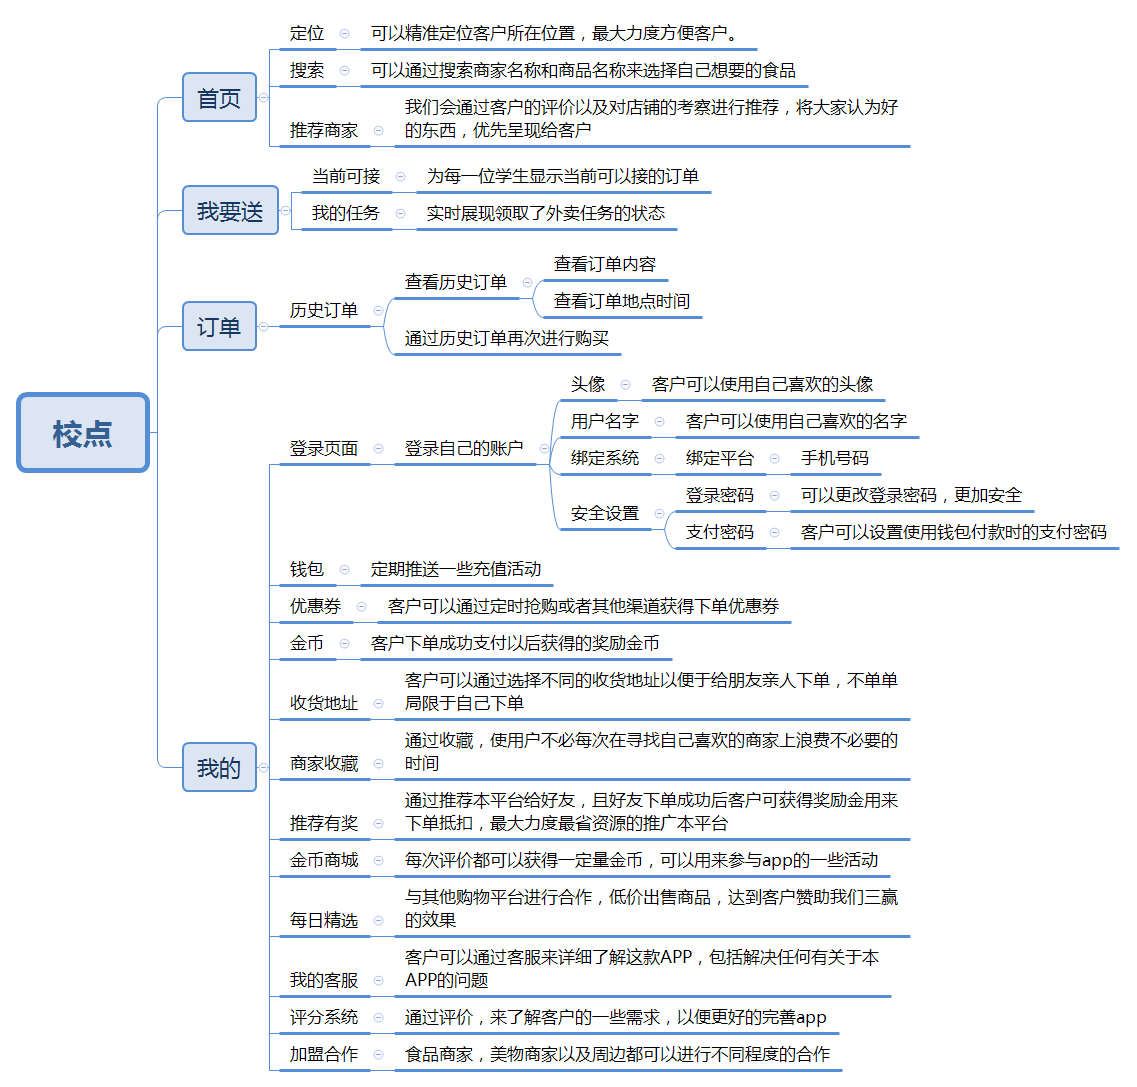 校点
首页
定位
可以精准定位客户所在位置，最大力度方便客户。
搜索
可以通过搜索商家名称和商品名称来选择自己想要的食品
推荐商家
我们会通过客户的评价以及对店铺的考察进行推荐，将大家认为好
的东西，优先呈现给客户
我要送
当前可接
为每一位学生显示当前可以接的订单
我的任务
实时展现领取了外卖任务的状态
订单
历史订单
查看历史订单
查看订单内容
查看订单地点时间
通过历史订单再次进行购买
我的
登录页面
登录自己的账户
头像
客户可以使用自己喜欢的头像
用户名字
客户可以使用自己喜欢的名字
绑定系统
绑定平台
手机号码
安全设置
登录密码
可以更改登录密码，更加安全
支付密码
客户可以设置使用钱包付款时的支付密码
钱包
定期推送一些充值活动
优惠券
客户可以通过定时抢购或者其他渠道获得下单优惠券
金币
客户下单成功支付以后获得的奖励金币
收货地址
客户可以通过选择不同的收货地址以便于给朋友亲人下单，不单单
局限于自己下单
商家收藏
通过收藏，使用户不必每次在寻找自己喜欢的商家上浪费不必要的
时间
推荐有奖
通过推荐本平台给好友，且好友下单成功后客户可获得奖励金用来
下单抵扣，最大力度最省资源的推广本平台
金币商城
每次评价都可以获得一定量金币，可以用来参与app的一些活动
每日精选
与其他购物平台进行合作，低价出售商品，达到客户赞助我们三赢
的效果
我的客服
客户可以通过客服来详细了解这款APP，包括解决任何有关于本
APP的问题
评分系统
通过评价，来了解客户的一些需求，以便更好的完善app
加盟合作
食品商家，美物商家以及周边都可以进行不同程度的合作